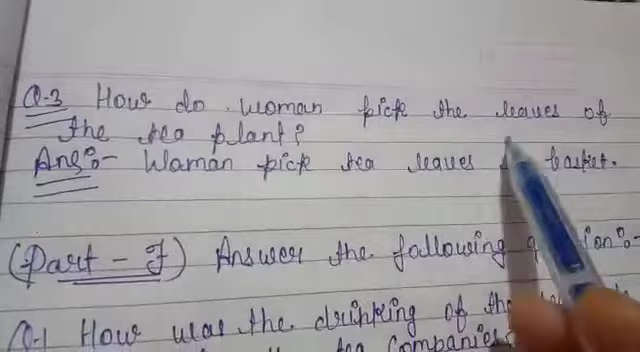 Q.3 How do woman pick the leaves of
the tea plant?
Ans:- Woman pick tea leaves basket.
(Part - F) Answer the following
Q.1 How was the drinking of the
tea companies